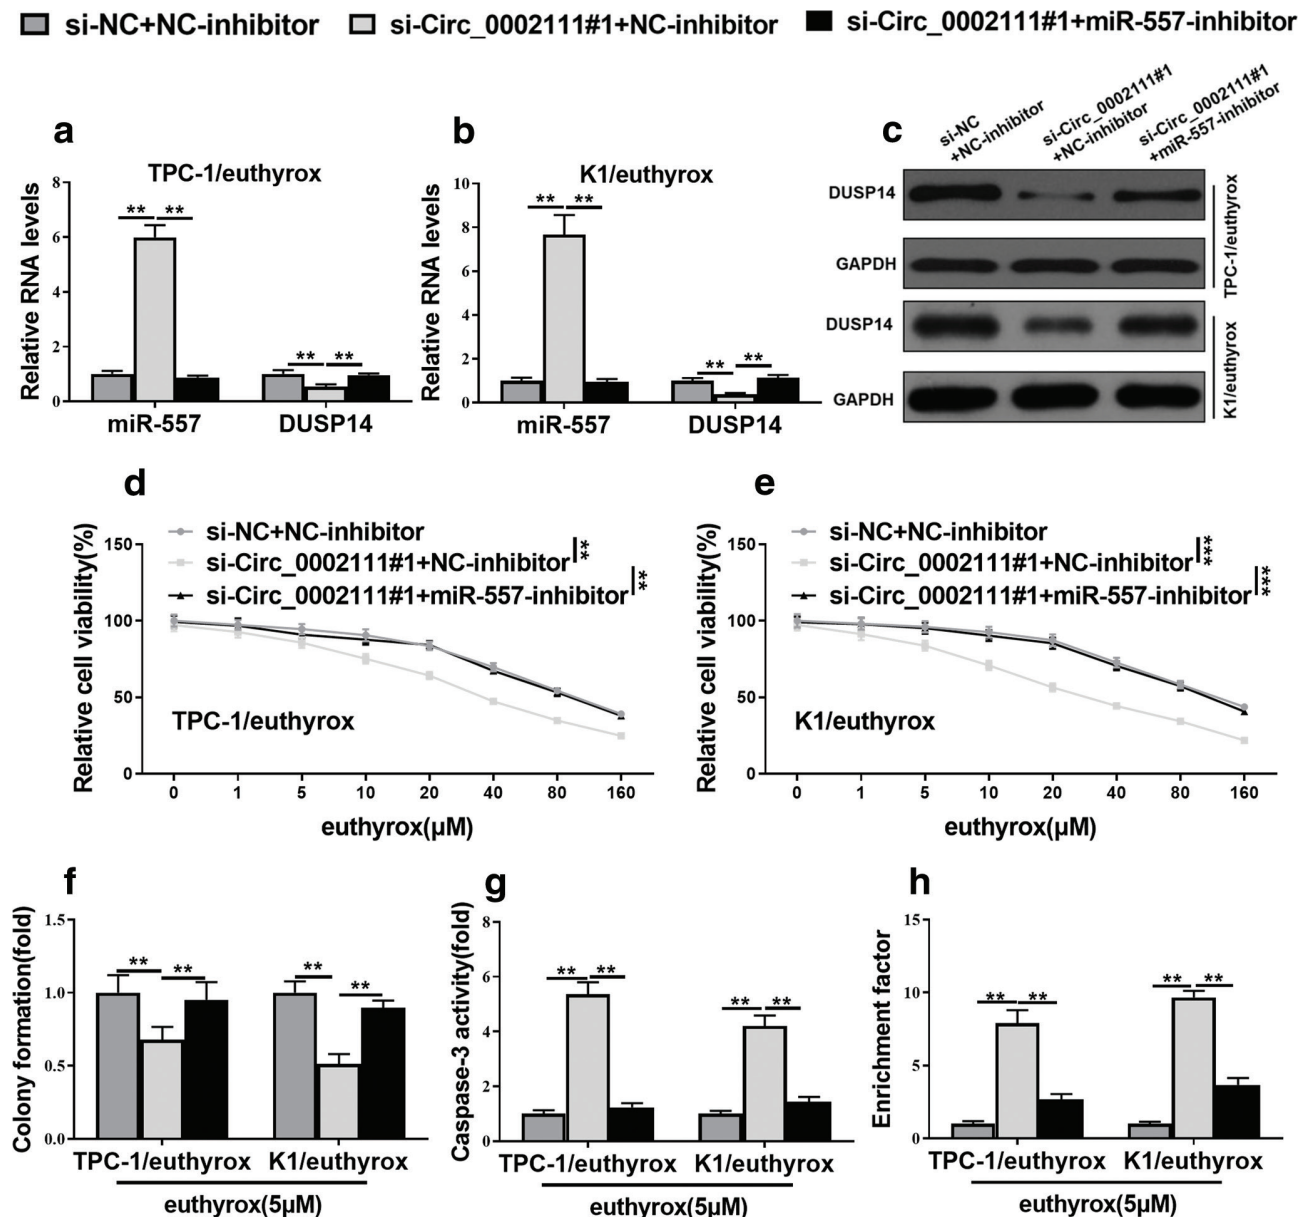 si-NC+NC-inhibitor si-Circ_0002111#1+NC-inhibitor si-Circ_0002111#1+miR-557-inhibitor
a
TPC-1/euthyrox
Relative RNA levels
8
6
4
2
0
** **
** **
miR-557 DUSP14
b
K1/euthyrox
Relative RNA levels
10
8
6
4
2
0
** **
** **
miR-557 DUSP14
c
si-NC
+NC-inhibitor
si-Circ_0002111#1
+NC-inhibitor
si-Circ_0002111#1
+miR-557-inhibitor
DUSP14
GAPDH
TPC-1/euthyrox
DUSP14
GAPDH
K1/euthyrox
d
si-NC+NC-inhibitor
si-Circ_0002111#1+NC-inhibitor
si-Circ_0002111#1+miR-557-inhibitor
**
**
Relative cell viability(%)
150
100
50
0
TPC-1/euthyrox
0 1 5 10 20 40 80 160
euthyrox(µM)
e
si-NC+NC-inhibitor
si-Circ_0002111#1+NC-inhibitor
si-Circ_0002111#1+miR-557-inhibitor
***
***
Relative cell viability(%)
150
100
50
0
K1/euthyrox
0 1 5 10 20 40 80 160
euthyrox(µM)
f
Colony formation(fold)
1.5
1.0
0.5
0.0
** **
** **
TPC-1/euthyrox K1/euthyrox
euthyrox(5µM)
g
Caspase-3 activity(fold)
8
6
4
2
0
** **
** **
TPC-1/euthyrox K1/euthyrox
euthyrox(5µM)
h
Enrichment factor
15
10
5
0
** **
** **
TPC-1/euthyrox K1/euthyrox
euthyrox(5µM)